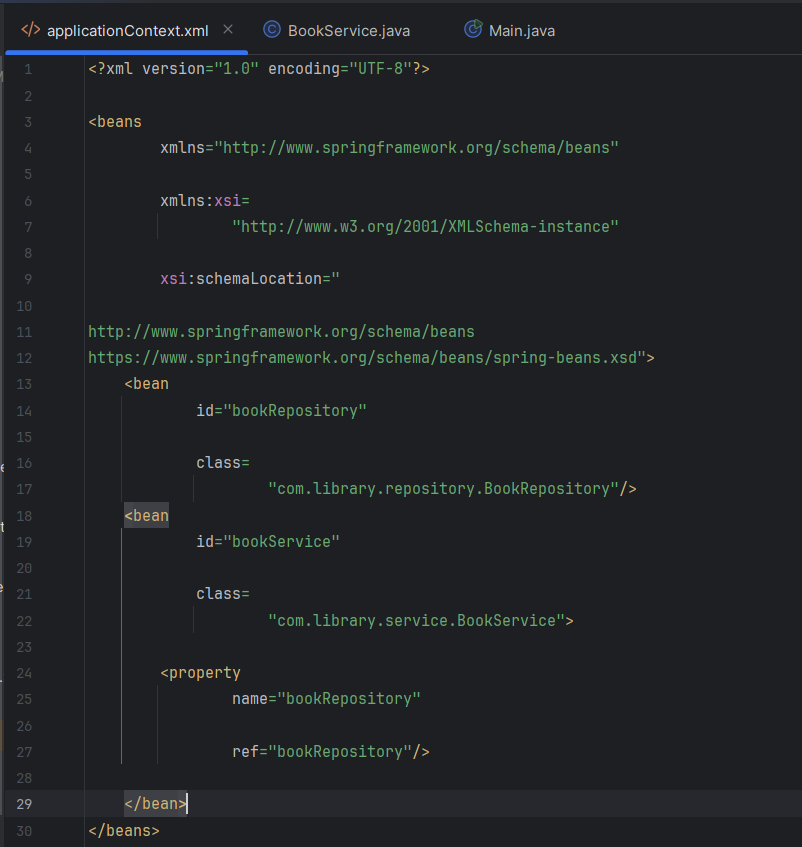 applicationContext.xml
BookService.java
Main.java
1 <?xml version="1.0" encoding="UTF-8"?>
2
3 <beans
4 xmlns="http://www.springframework.org/schema/beans"
5
6 xmlns:xsi=
7 "http://www.w3.org/2001/XMLSchema-instance"
8
9 xsi:schemaLocation="
10
11 http://www.springframework.org/schema/beans
12 https://www.springframework.org/schema/beans/spring-beans.xsd">
13 <bean
14 id="bookRepository"
15
16 class=
17 "com.library.repository.BookRepository"/>
18 <bean
19 id="bookService"
20
21 class=
22 "com.library.service.BookService">
23
24 <property
25 name="bookRepository"
26
27 ref="bookRepository"/>
28
29 </bean>
30 </beans>